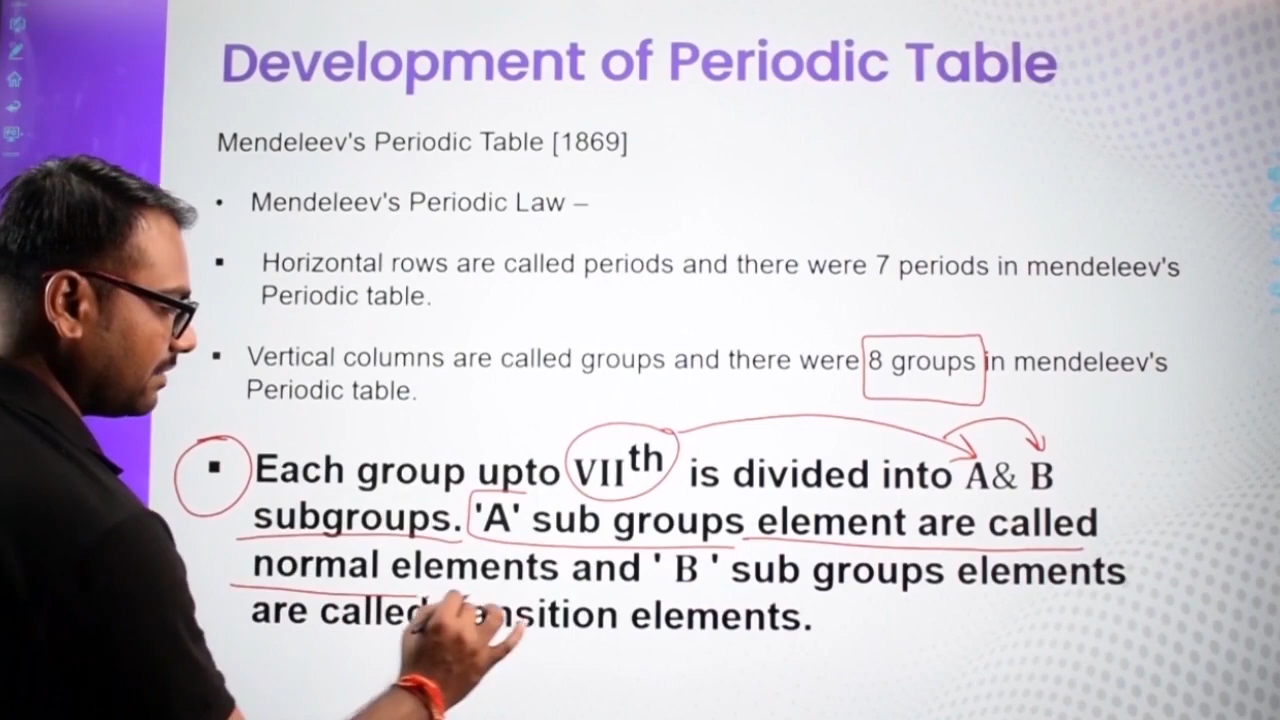 Development of Periodic Table
Mendeleev's Periodic Table [1869]
• Mendeleev's Periodic Law –
▪ Horizontal rows are called periods and there were 7 periods in mendeleev's
Periodic table.
▪ Vertical columns are called groups and there were 8 groups in mendeleev's
Periodic table.
▪ Each group upto VIIth is divided into A& B
subgroups. 'A' sub groups element are called
normal elements and ' B ' sub groups elements
are called elements.